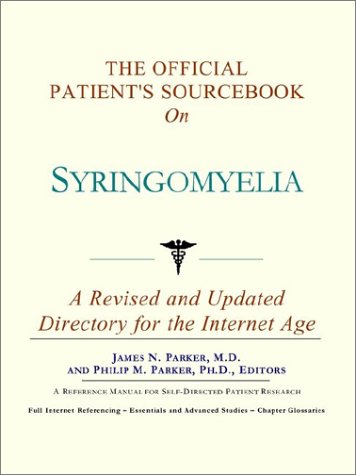 THE OFFICIAL
PATIENT'S SOURCEBOOK
On
SYRINGOMYELIA
A Revised and Updated
Directory for the Internet Age
JAMES N. PARKER, M.D.
AND PHILIP M. PARKER, PH.D., EDITORS
A REFERENCE MANUAL FOR SELF-DIRECTED PATIENT RESEARCH
Full Internet Referencing – Essentials and Advanced Studies – Chapter Glossaries